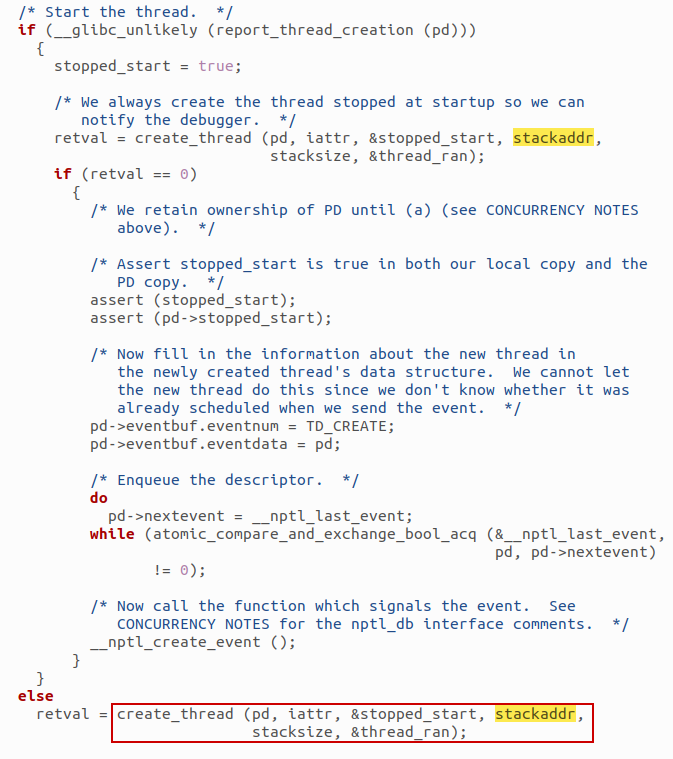 /* Start the thread.  */
if (__glibc_unlikely (report_thread_creation (pd)))
  {
    stopped_start = true;

    /* We always create the thread stopped at startup so we can
       notify the debugger.  */
    retval = create_thread (pd, iattr, &stopped_start, stackaddr,
                            stacksize, &thread_ran);
    if (retval == 0)
      {
        /* We retain ownership of PD until (a) (see CONCURRENCY NOTES
           above).  */

        /* Assert stopped_start is true in both our local copy and the
           PD copy.  */
        assert (stopped_start);
        assert (pd->stopped_start);

        /* Now fill in the information about the new thread in
           the newly created thread's data structure.  We cannot let
           the new thread do this since we don't know whether it was
           already scheduled when we send the event.  */
        pd->eventbuf.eventnum = TD_CREATE;
        pd->eventbuf.eventdata = pd;

        /* Enqueue the descriptor.  */
        do
          pd->nextevent = __nptl_last_event;
        while (atomic_compare_and_exchange_bool_acq (&__nptl_last_event,
                                                     pd, pd->nextevent)
               != 0);

        /* Now call the function which signals the event.  See
           CONCURRENCY NOTES for the nptl_db interface comments.  */
        __nptl_create_event ();
      }
  }
else
  retval = create_thread (pd, iattr, &stopped_start, stackaddr,
                          stacksize, &thread_ran);